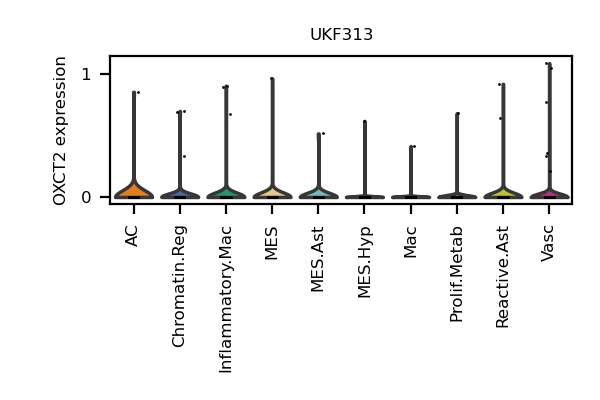 UKF313
OXCT2 expression
1
0
AC
Chromatin.Reg
Inflammatory.Mac
MES
MES.Ast
MES.Hyp
Mac
Prolif.Metab
Reactive.Ast
Vasc